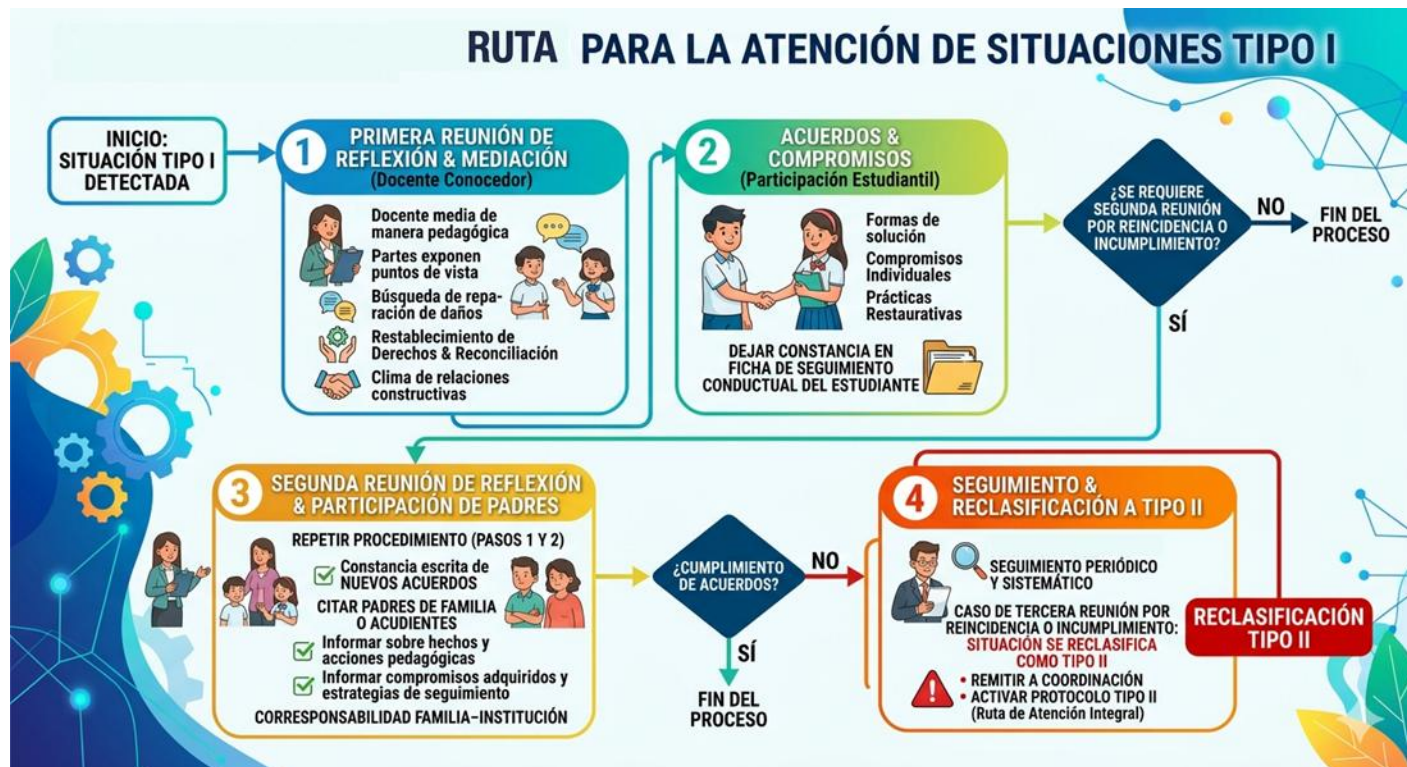 RUTA PARA LA ATENCIÓN DE SITUACIONES TIPO I
INICIO:
SITUACIÓN TIPO I
DETECTADA
1
PRIMERA REUNIÓN DE
REFLEXIÓN & MEDIACIÓN
(Docente Conocedor)
Docente media de
manera pedagógica
Partes exponen
puntos de vista
Búsqueda de repa-
ración de daños
Restablecimiento de
Derechos & Reconciliación
Clima de relaciones
constructivas
2
ACUERDOS &
COMPROMISOS
(Participación Estudiantil)
Formas de
solución
Compromisos
Individuales
Prácticas
Restaurativas
DEJAR CONSTANCIA EN
FICHA DE SEGUIMIENTO
CONDUCTUAL DEL ESTUDIANTE
¿SE REQUIERE
SEGUNDA REUNIÓN
POR REINCIDENCIA O
INCUMPLIMIENTO?
NO
FIN DEL
PROCESO
SÍ
3
SEGUNDA REUNIÓN DE REFLEXIÓN
& PARTICIPACIÓN DE PADRES
REPETIR PROCEDIMIENTO (PASOS 1 Y 2)
Constancia escrita de
NUEVOS ACUERDOS
CITAR PADRES DE FAMILIA
O ACUDIENTES
Informar sobre hechos y
acciones pedagógicas
Informar compromisos adquiridos y
estrategias de seguimiento
CORRESPONSABILIDAD FAMILIA–INSTITUCIÓN
¿CUMPLIMIENTO
DE ACUERDOS?
NO
SÍ
FIN DEL
PROCESO
4
SEGUIMIENTO &
RECLASIFICACIÓN A TIPO II
SEGUIMIENTO PERIÓDICO
Y SISTEMÁTICO
CASO DE TERCERA REUNIÓN POR
REINCIDENCIA O INCUMPLIMIENTO:
SITUACIÓN SE RECLASIFICA
COMO TIPO II
• REMITIR A COORDINACIÓN
• ACTIVAR PROTOCOLO TIPO II
(Ruta de Atención Integral)
RECLASIFICACIÓN
TIPO II